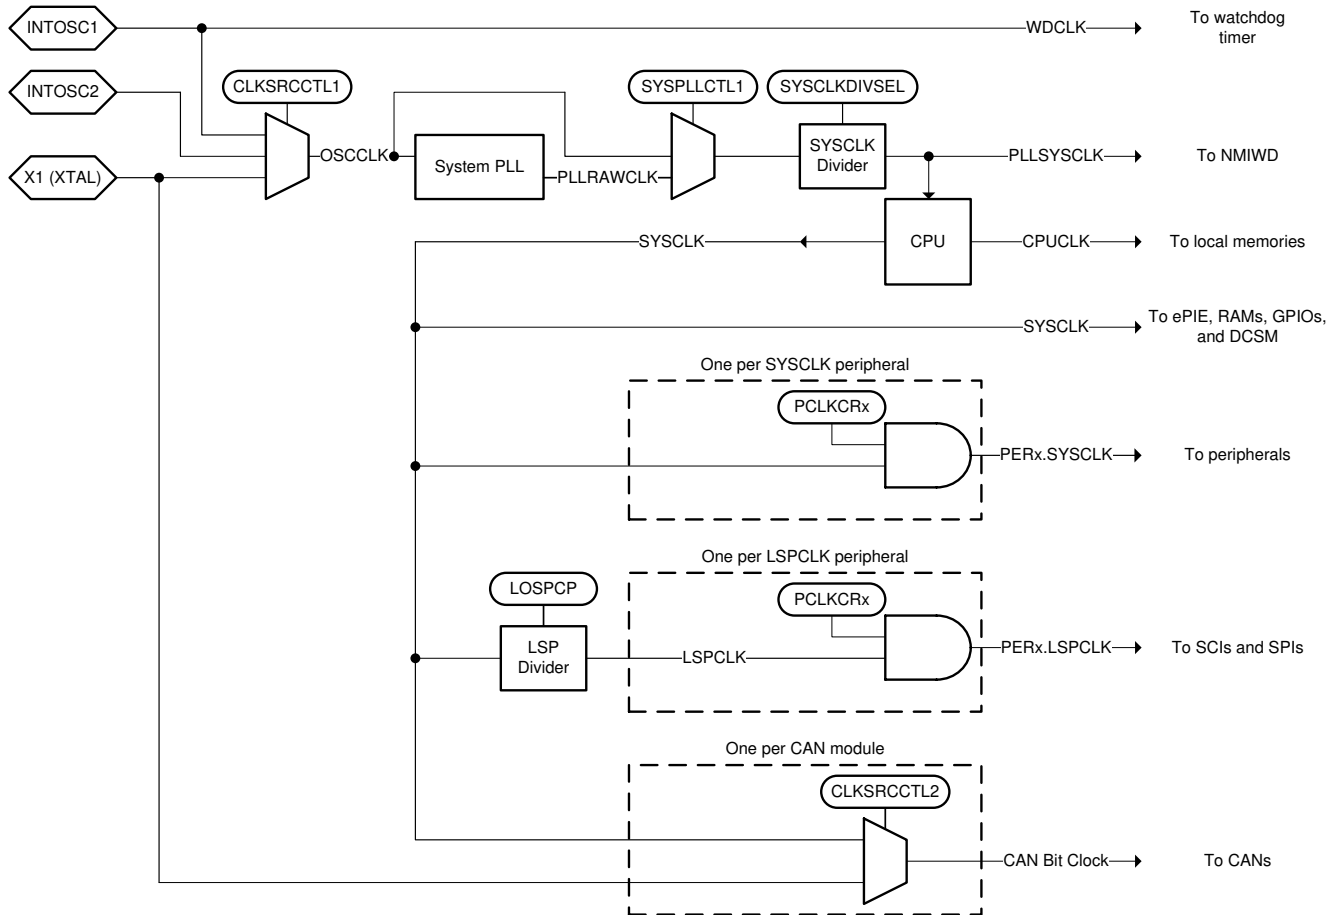 INTOSC1
WDCLK
To watchdog
timer
INTOSC2
CLKSRCCTL1
SYSPLLCTL1
SYSCLKDIVSEL
X1 (XTAL)
OSCCLK
System PLL
PLLRAWCLK
SYSCLK
Divider
PLLSYSCLK
To NMIWD
SYSCLK
CPU
CPUCLK
To local memories
SYSCLK
To ePIE, RAMs, GPIOs,
and DCSM
One per SYSCLK peripheral
PCLKCRx
PERx.SYSCLK
To peripherals
One per LSPCLK peripheral
LOSPCP
PCLKCRx
LSP
Divider
LSPCLK
PERx.LSPCLK
To SCIs and SPIs
One per CAN module
CLKSRCCTL2
CAN Bit Clock
To CANs